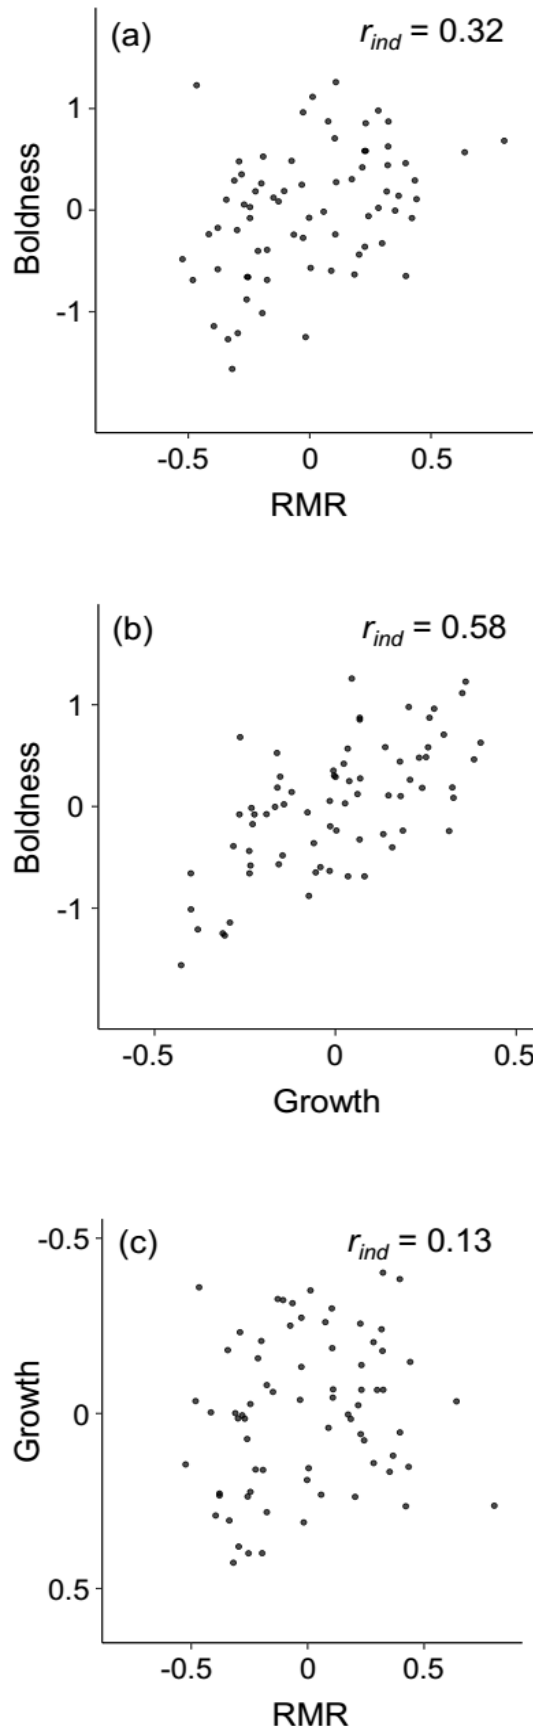 (a) r_ind = 0.32
1
0
-1
Boldness
-0.5 0 0.5
RMR
(b) r_ind = 0.58
1
0
-1
Boldness
-0.5 0 0.5
Growth
(c) r_ind = 0.13
-0.5
0
0.5
Growth
-0.5 0 0.5
RMR